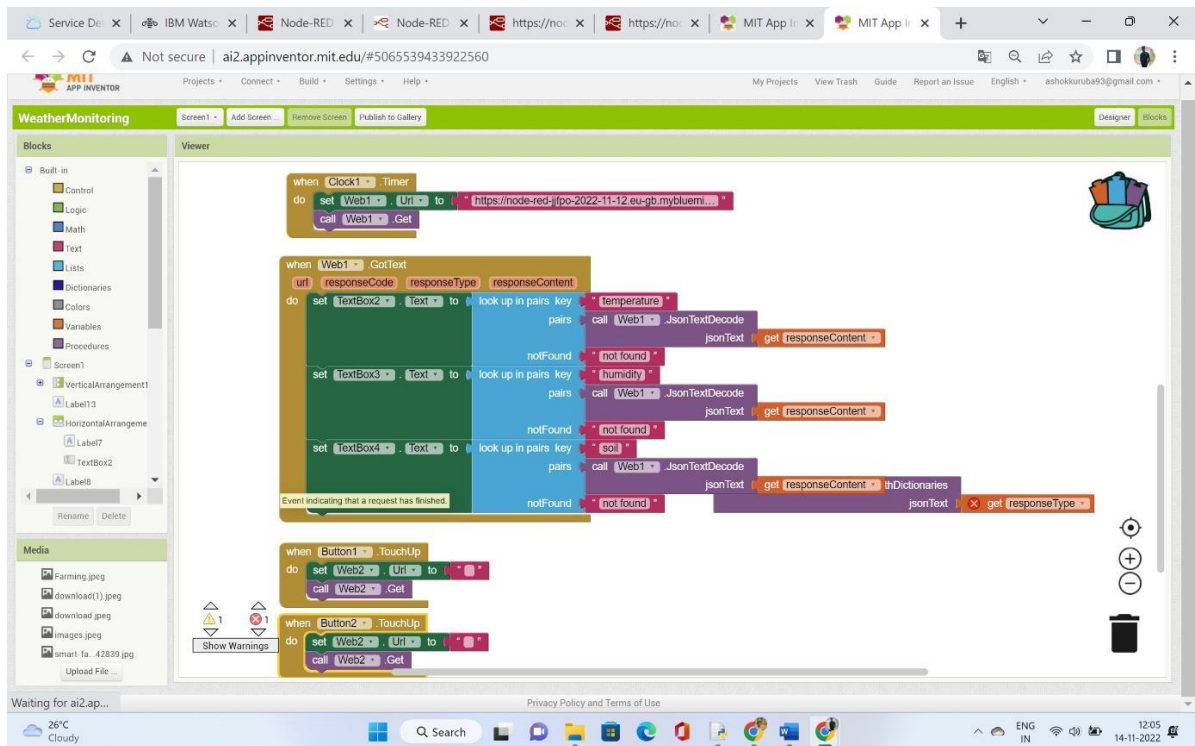 Service De
IBM Watso
Node-RED
Node-RED
https://noc
https://noc
MIT App In
MIT App In
Not secure | ai2.appinventor.mit.edu/#5065539433922560
MIT
APP INVENTOR
Projects Connect Build Settings Help
My Projects View Trash Guide Report an Issue English ashokkuruba93@gmail.com
WeatherMonitoring
Screen1 Add Screen ... Remove Screen Publish to Gallery
Designer Blocks
Blocks
Viewer
Built-in
Control
Logic
Math
Text
Lists
Dictionaries
Colors
Variables
Procedures
Screen1
VerticalArrangement1
Label13
HorizontalArrangeme
Label7
TextBox2
Label8
Rename Delete
Media
Farming.jpeg
download(1).jpeg
download.jpeg
images.jpeg
smart-fa...42839.jpg
Upload File ...
when Clock1 .Timer
do set Web1 . Url to " https://node-red-jjfpo-2022-11-12.eu-gb.mybluemi... "
call Web1 .Get
when Web1 .GotText
url responseCode responseType responseContent
do set TextBox2 . Text to look up in pairs key " temperature "
pairs call Web1 .JsonTextDecode
jsonText get responseContent
notFound " not found "
set TextBox3 . Text to look up in pairs key " humidity "
pairs call Web1 .JsonTextDecode
jsonText get responseContent
notFound " not found "
set TextBox4 . Text to look up in pairs key " soil "
pairs call Web1 .JsonTextDecode
jsonText get responseContent thDictionaries
Event indicating that a request has finished.
notFound " not found " jsonText get responseType
when Button1 .TouchUp
do set Web2 . Url to " "
call Web2 .Get
when Button2 .TouchUp
do set Web2 . Url to " "
call Web2 .Get
1 1
Show Warnings
Waiting for ai2.ap...
Privacy Policy and Terms of Use
26°C
Cloudy
Search
ENG
IN
12:05
14-11-2022